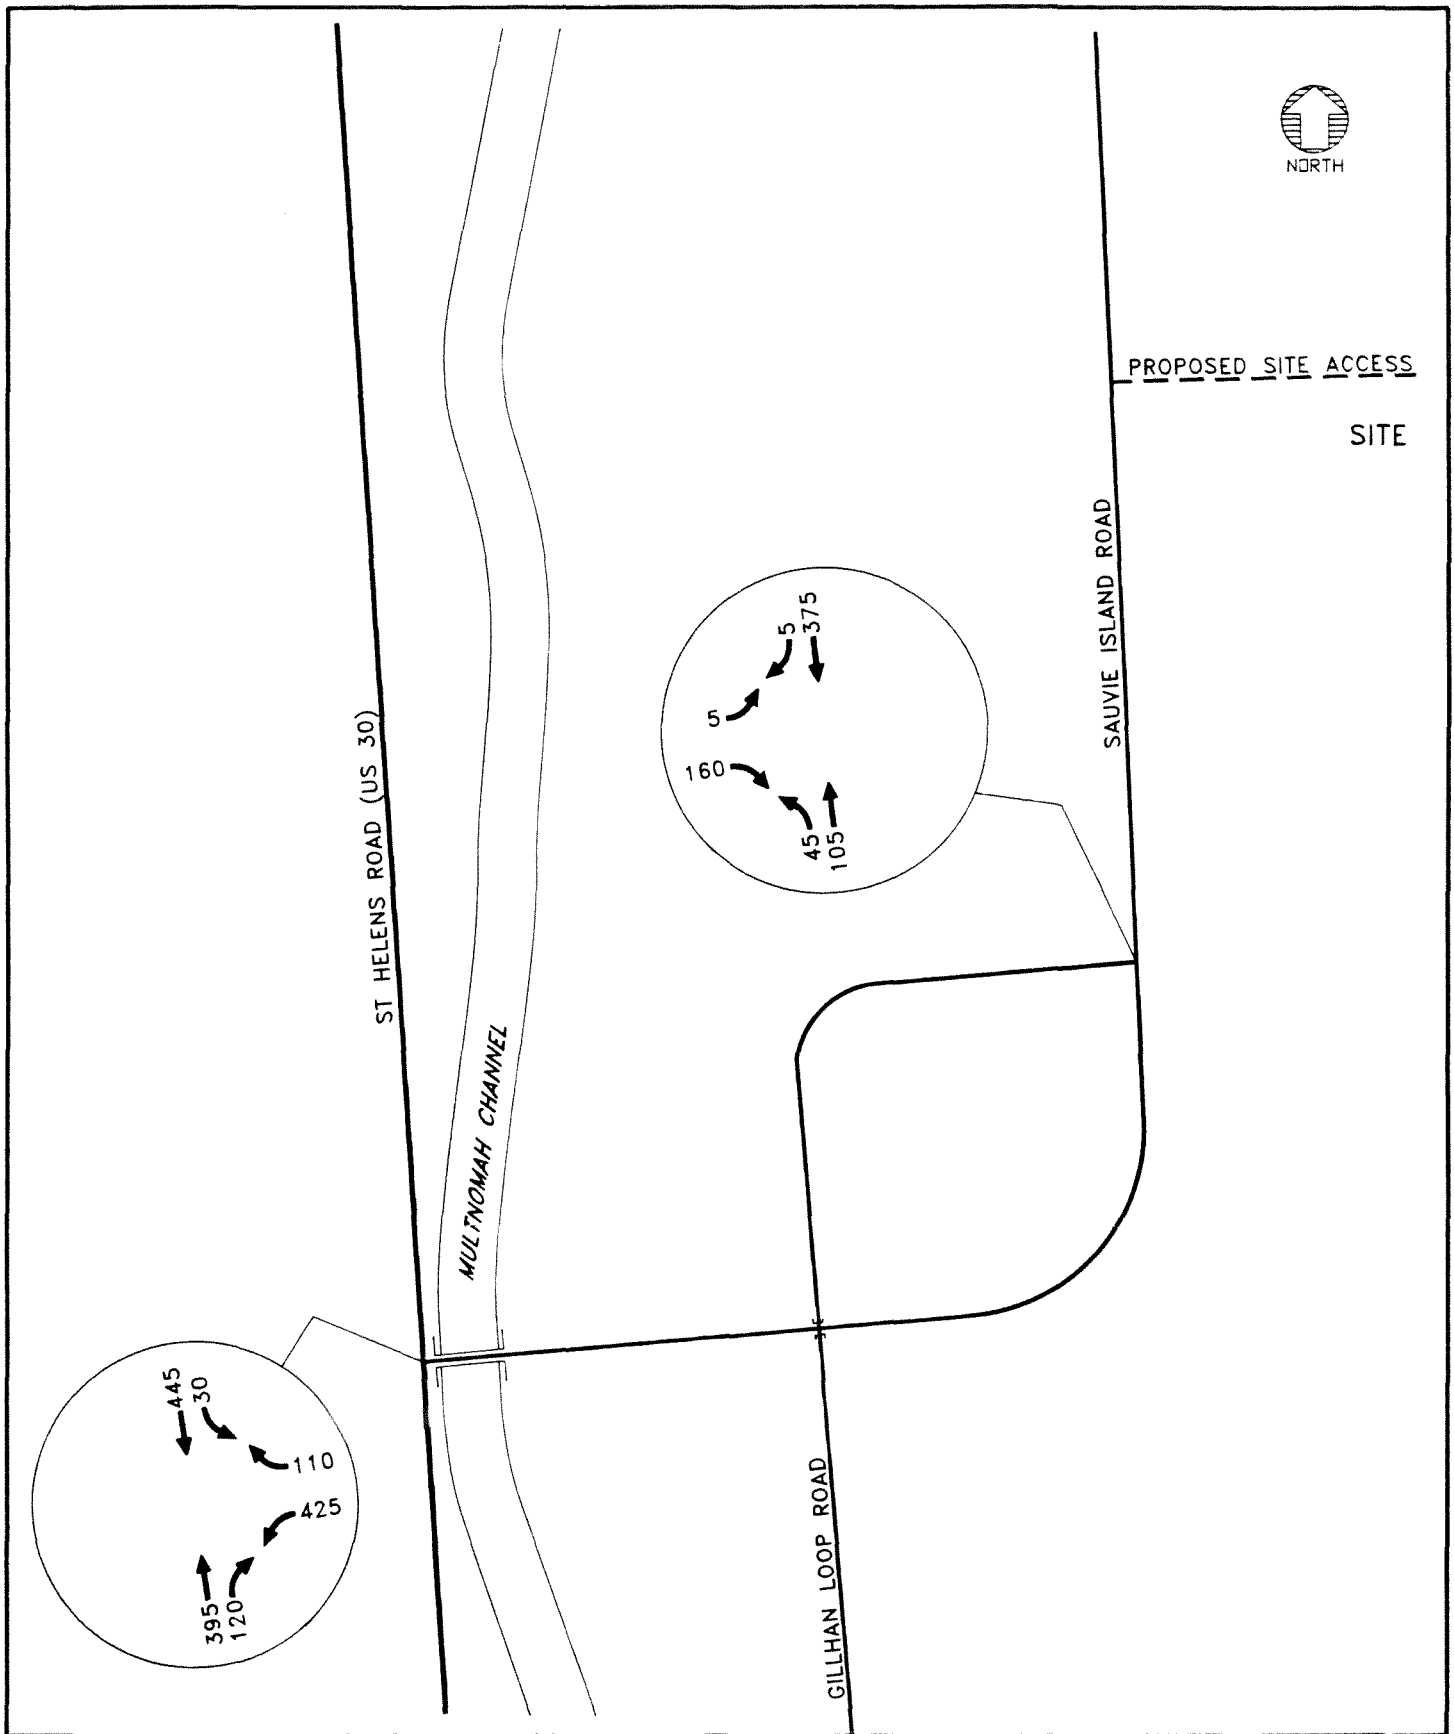 NORTH
PROPOSED SITE ACCESS
SITE
SAUVIE ISLAND ROAD
5
375
5
160
45
105
ST HELENS ROAD (US 30)
MULTNOMAH CHANNEL
445
30
110
425
395
120
GILLHAN LOOP ROAD